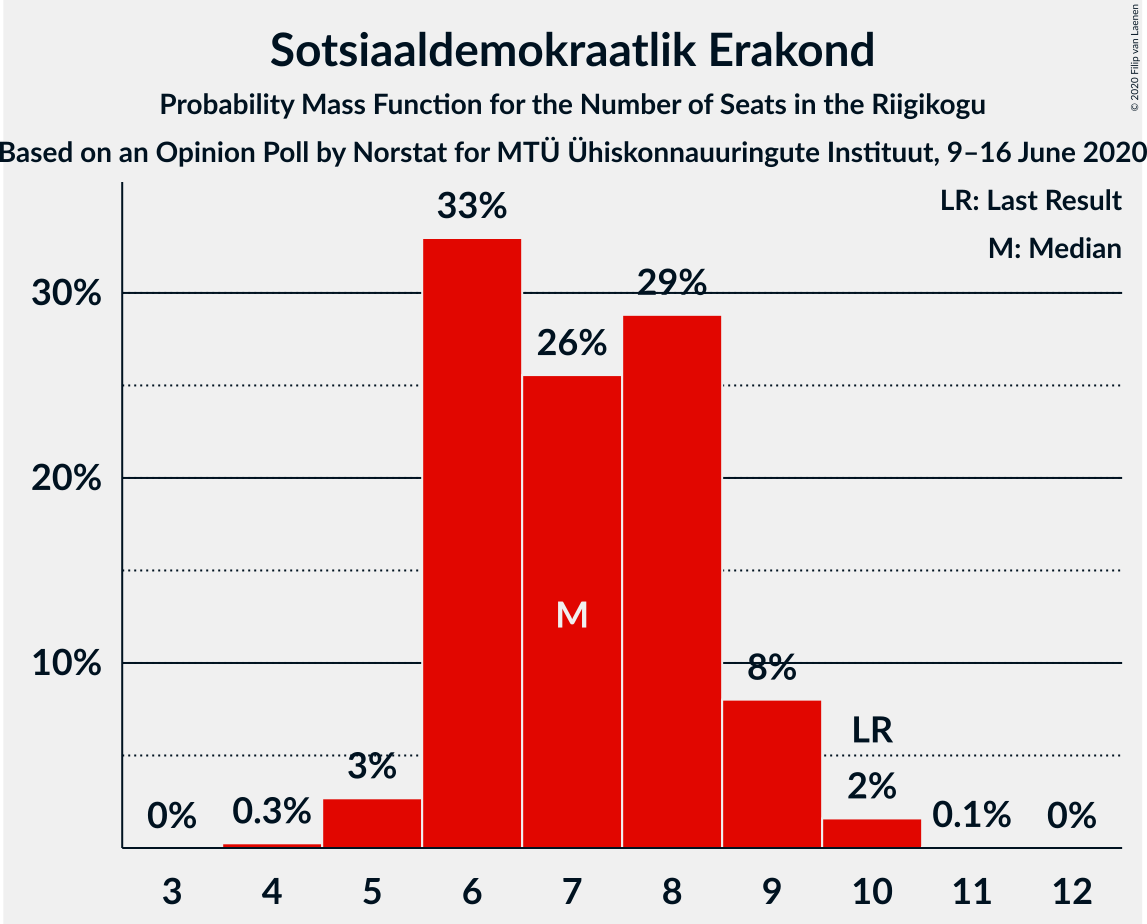 Sotsiaaldemokraatlik Erakond
Probability Mass Function for the Number of Seats in the Riigikogu
Based on an Opinion Poll by Norstat for MTÜ Ühiskonnauuringute Instituut, 9–16 June 2020
© 2020 Filip van Laenen
LR: Last Result
M: Median
33%
29%
30%
26%
20%
M
10%
8%
LR
3%
2%
0%
0.3%
0.1%
0%
3 4 5 6 7 8 9 10 11 12